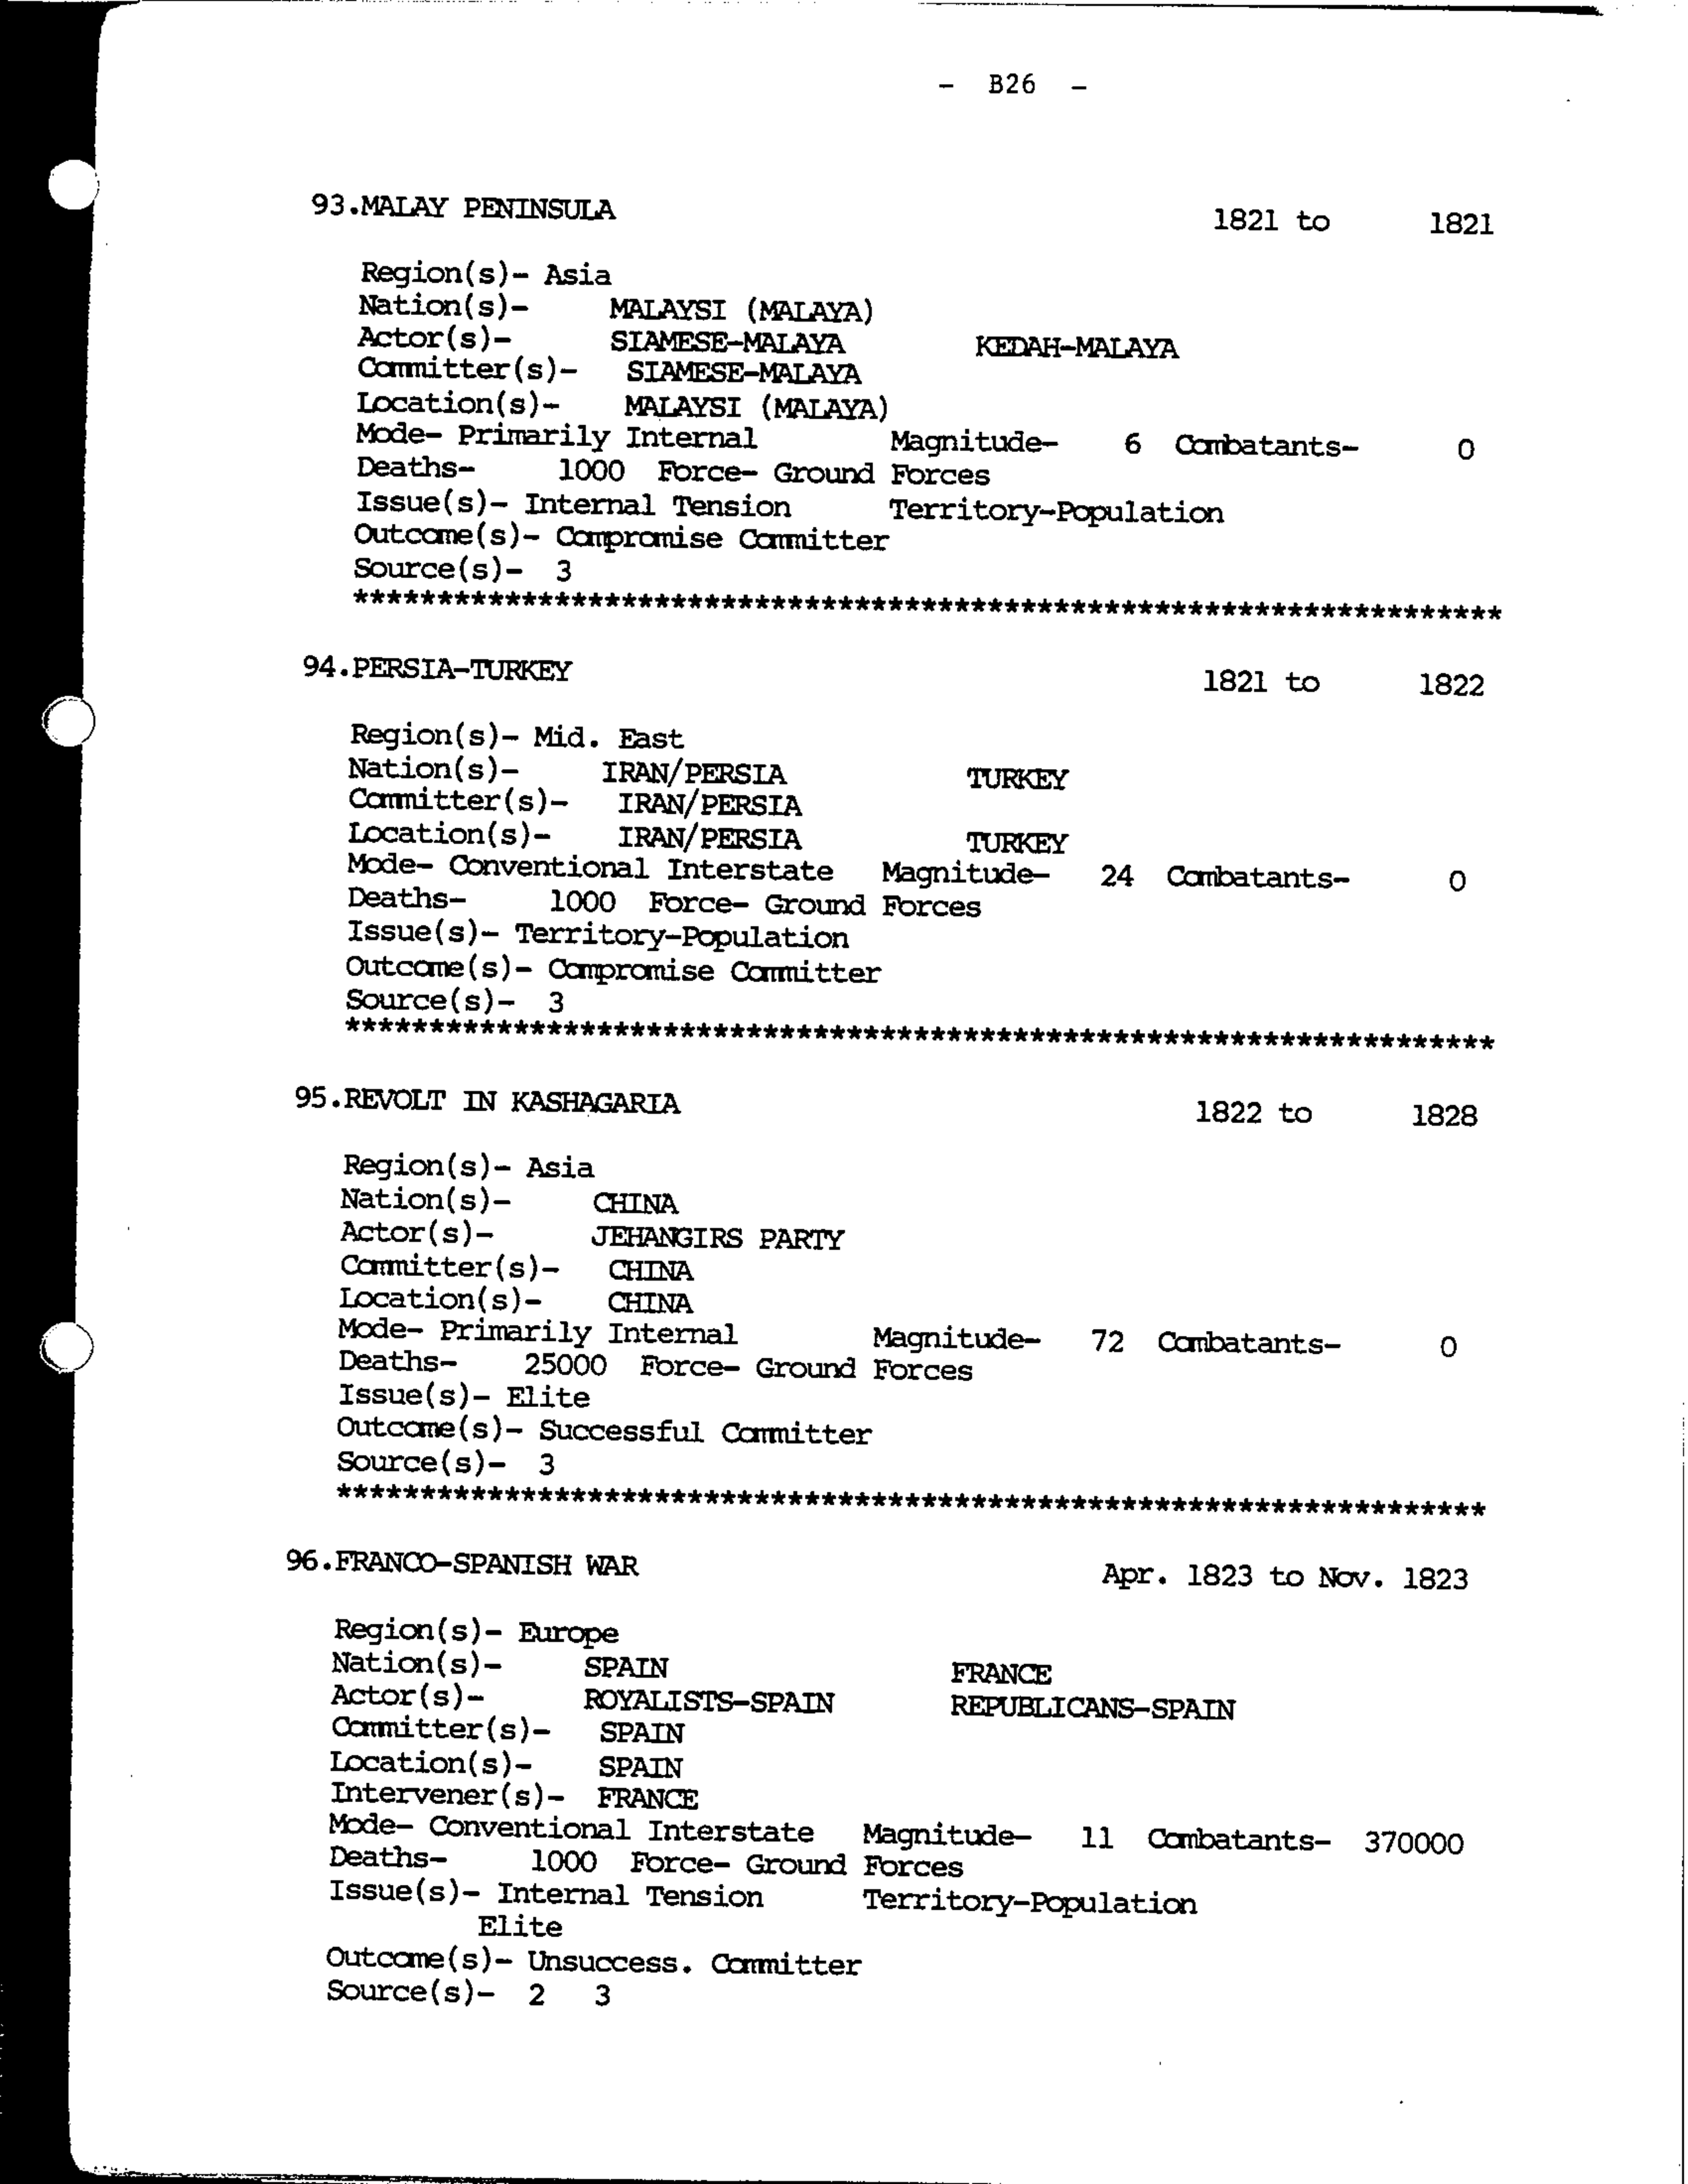 - B26 -
93.MALAY PENINSULA 1821 to 1821
Region(s)- Asia
Nation(s)- MALAYSI (MALAYA)
Actor(s)- SIAMESE-MALAYA KEDAH-MALAYA
Committer(s)- SIAMESE-MALAYA
Location(s)- MALAYSI (MALAYA)
Mode- Primarily Internal Magnitude- 6 Combatants- 0
Deaths- 1000 Force- Ground Forces
Issue(s)- Internal Tension Territory-Population
Outcome(s)- Compromise Committer
Source(s)- 3
*********************************************************************
94.PERSIA-TURKEY 1821 to 1822
Region(s)- Mid. East
Nation(s)- IRAN/PERSIA TURKEY
Committer(s)- IRAN/PERSIA
Location(s)- IRAN/PERSIA TURKEY
Mode- Conventional Interstate Magnitude- 24 Combatants- 0
Deaths- 1000 Force- Ground Forces
Issue(s)- Territory-Population
Outcome(s)- Compromise Committer
Source(s)- 3
*********************************************************************
95.REVOLT IN KASHAGARIA 1822 to 1828
Region(s)- Asia
Nation(s)- CHINA
Actor(s)- JEHANGIRS PARTY
Committer(s)- CHINA
Location(s)- CHINA
Mode- Primarily Internal Magnitude- 72 Combatants- 0
Deaths- 25000 Force- Ground Forces
Issue(s)- Elite
Outcome(s)- Successful Committer
Source(s)- 3
*********************************************************************
96.FRANCO-SPANISH WAR Apr. 1823 to Nov. 1823
Region(s)- Europe
Nation(s)- SPAIN FRANCE
Actor(s)- ROYALISTS-SPAIN REPUBLICANS-SPAIN
Committer(s)- SPAIN
Location(s)- SPAIN
Intervener(s)- FRANCE
Mode- Conventional Interstate Magnitude- 11 Combatants- 370000
Deaths- 1000 Force- Ground Forces
Issue(s)- Internal Tension Territory-Population
Elite
Outcome(s)- Unsuccess. Committer
Source(s)- 2 3